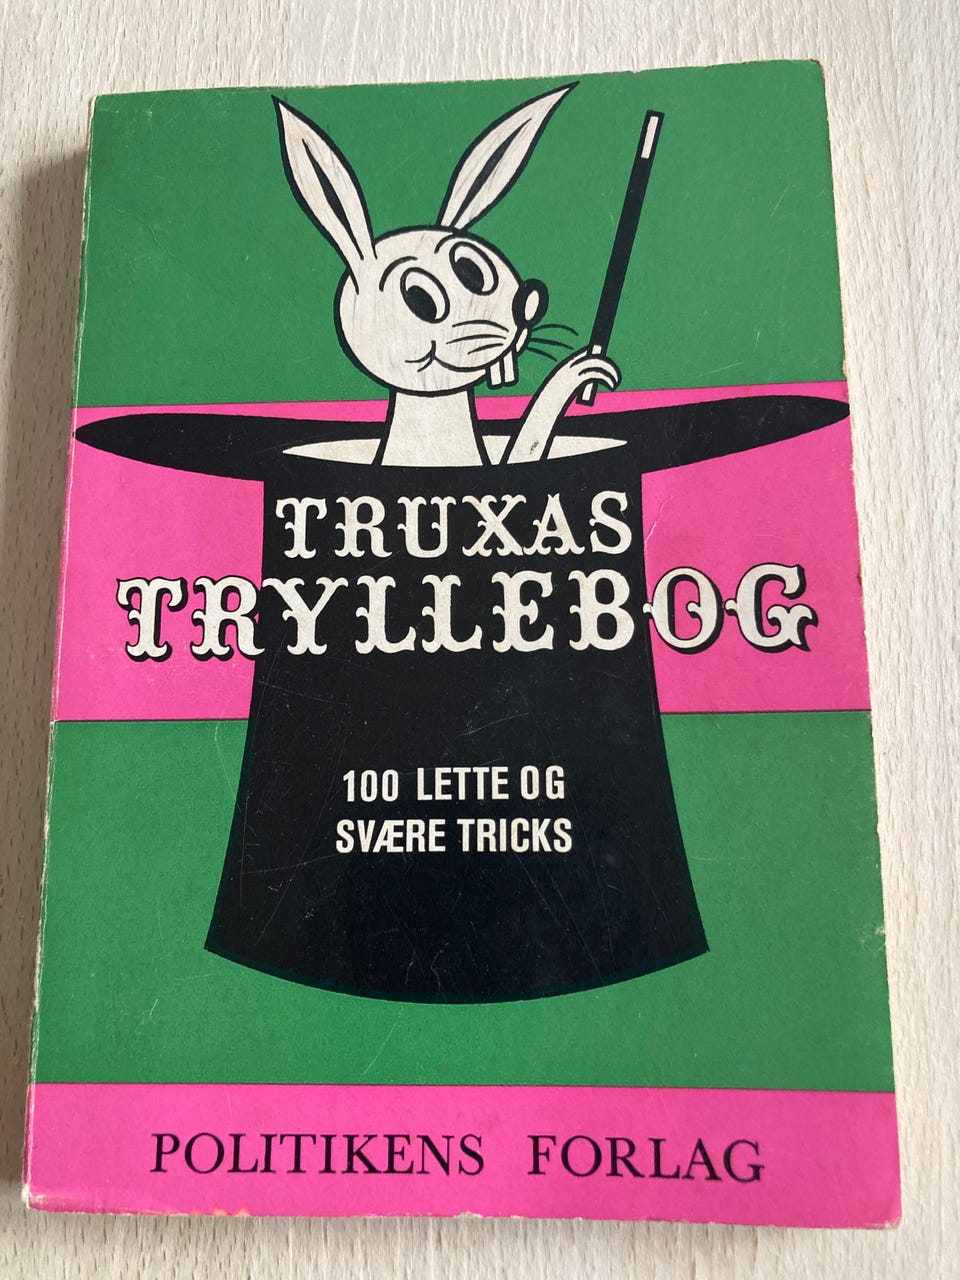 TRUXAS
TRYLLEBOG
100 LETTE OG
SVÆRE TRICKS
POLITIKENS FORLAG